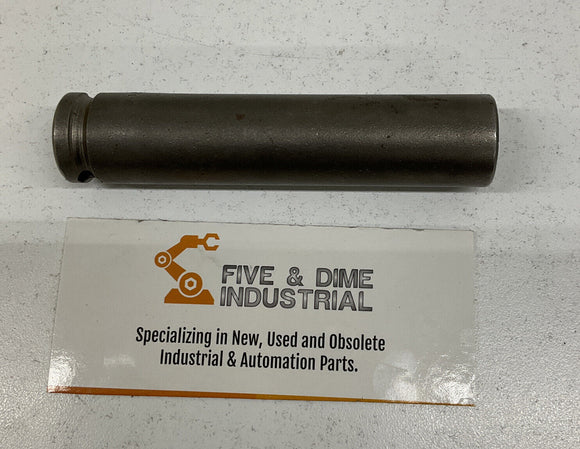 FIVE & DIME
INDUSTRIAL
Specializing in New, Used and Obsolete
Industrial & Automation Parts.